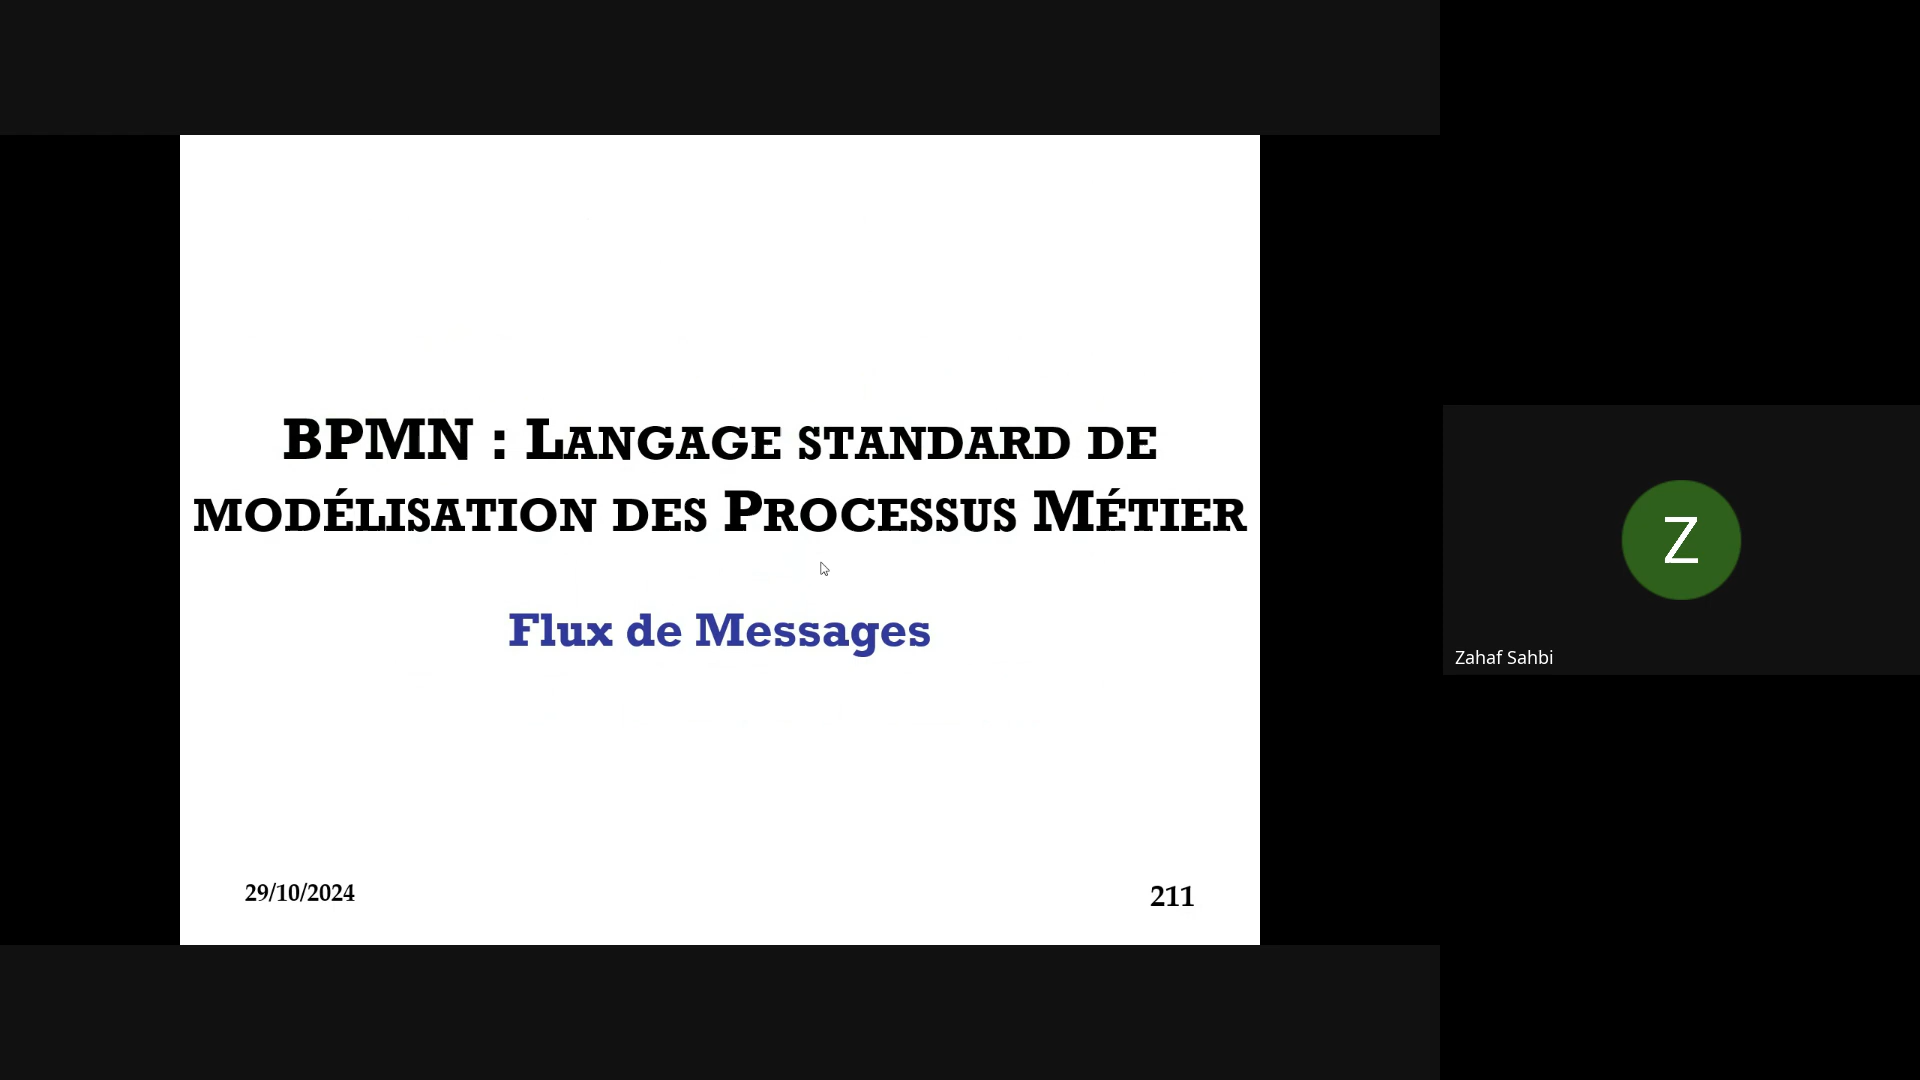 BPMN : Langage standard de
modélisation des Processus Métier
Flux de Messages
29/10/2024
211
Z
Zahaf Sahbi